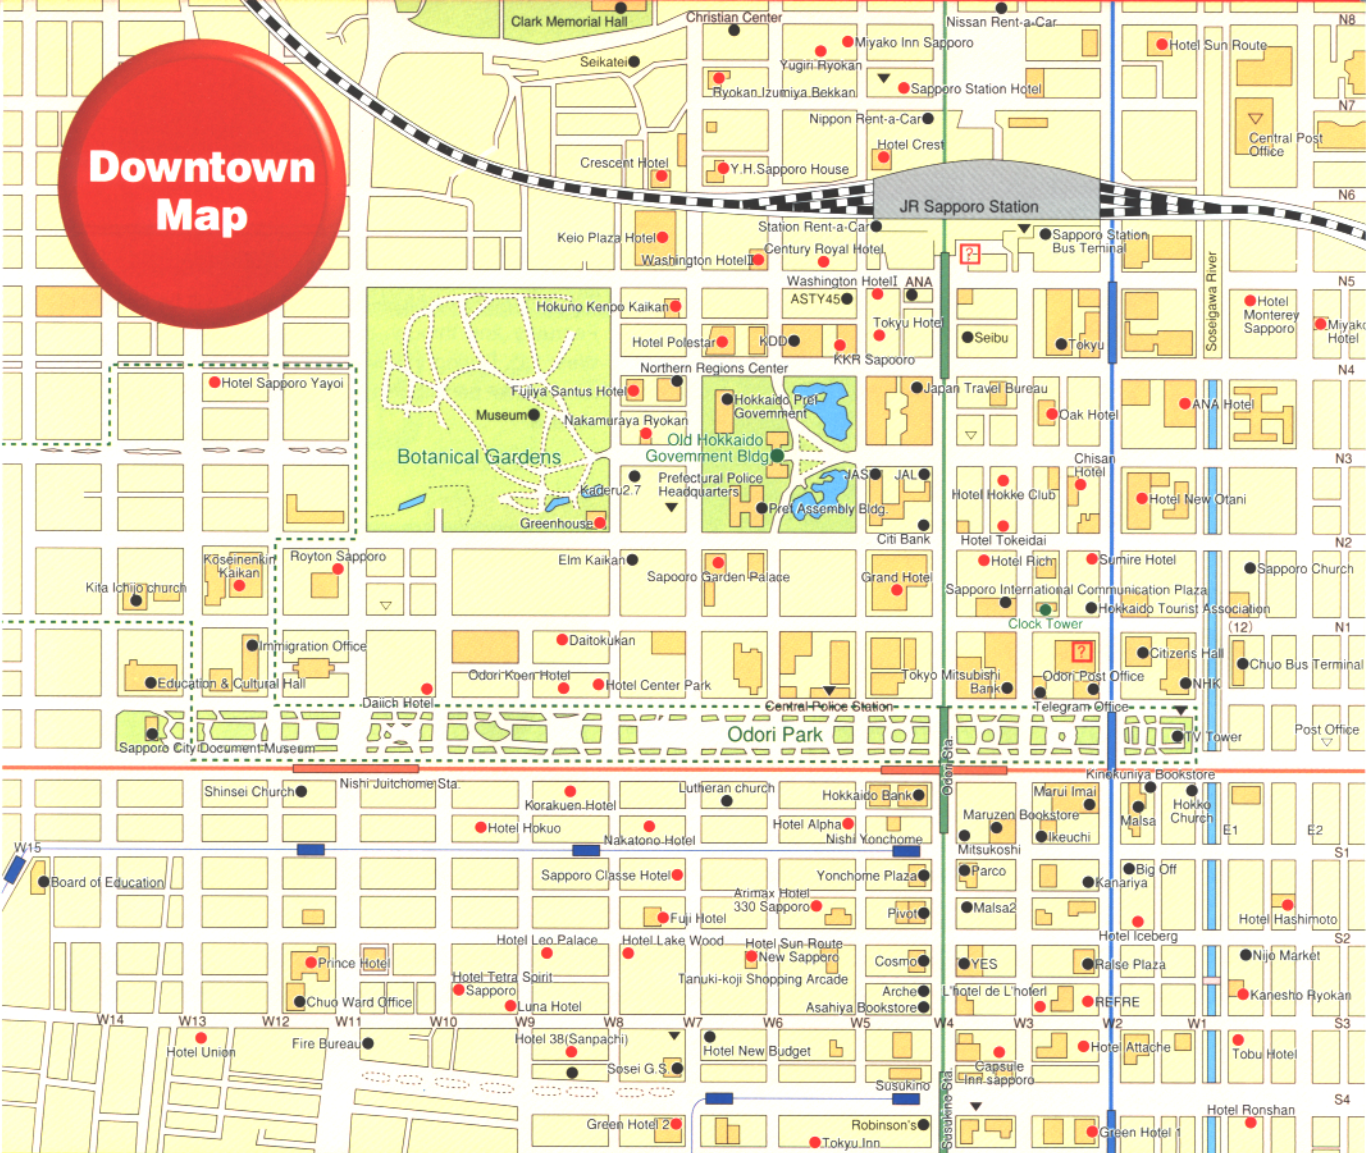 Downtown
Map
Clark Memorial Hall
Christian Center
Nissan Rent-a-Car
N8
Miyako Inn Sapporo
Hotel Sun Route
Seikatei
Yugiri Ryokan
Ryokan Izumiya Bekkan
Sapporo Station Hotel
N7
Nippon Rent-a-Car
Central Post
Office
Hotel Crest
Crescent Hotel
Y.H.Sapporo House
N6
JR Sapporo Station
Station Rent-a-Car
Keio Plaza Hotel
Century Royal Hotel
Washington HotelⅡ
?
Sapporo Station
Bus Teminal
Soseigawa River
Washington HotelⅠ
ANA
N5
Hokuno Kenpo Kaikan
ASTY45
Hotel
Monterey
Sapporo
Miyako
Hotel
Tokyu Hotel
Hotel Polestar
KDD
Seibu
Tokyu
KKR Sapooro
Northern Regions Center
N4
Hotel Sapporo Yayoi
Fujiya Santus Hotel
Hokkaido Pref
Government
Japan Travel Bureau
Museum
Nakamuraya Ryokan
Oak Hotel
ANA Hotel
Old Hokkaido
Govemment Bldg
Botanical Gardens
Chisan
Hotel
N3
Kaderu2.7
Prefectural Police
Headquarters
JAS
JAL
Hotel Hokke Club
Hotel New Otani
Pref Assembly Bldg.
Greenhouse
Citi Bank
Hotel Tokeidai
N2
Royton Sapporo
Koseinenkin
Kaikan
Elm Kaikan
Hotel Rich
Sumire Hotel
Sapporo Church
Sapooro Garden Palace
Grand Hotel
Kita Ichijo church
Sapporo International Communication Plaza
Hokkaido Tourist Association
Clock Tower
(12)
N1
Immigration Office
Daitokukan
?
Citizens Hall
Chuo Bus Terminal
Education & Cultural Hall
Odori Koen Hotel
Hotel Center Park
Tokyo Mitsubishi
Bank
Odori Post Office
NHK
Daiich Hotel
Central Police Station
Telegram Office
Odori Park
TV Tower
Post Office
Sapporo City Document Museum
Odori Sta.
Nishi Juitchome Sta.
Kinokuniya Bookstore
Shinsei Church
Korakuen Hotel
Lutheran church
Hokkaido Bank
Marui Imai
Malsa
Hokko
Church
Maruzen Bookstore
Hotel Hokuo
Nakatono Hotel
Hotel Alpha
Nishi Yonchome
Mitsukoshi
Ikeuchi
E1
E2
W15
S1
Board of Education
Sapporo Classe Hotel
Yonchome Plaza
Parco
Kanariya
Big Off
Arimax Hotel
330 Sapporo
Fuji Hotel
Pivot
Malsa2
Hotel Hashimoto
Hotel Iceberg
S2
Hotel Leo Palace
Hotel Lake Wood
Hotel Sun Route
New Sapporo
Prince Hotel
Cosmo
YES
Ralse Plaza
Nijo Market
Tanuki-koji Shopping Arcade
Hotel Tetra Spirit
Sapporo
Arche
L'hotel de L'hoferl
Kanesho Ryokan
Chuo Ward Office
Luna Hotel
Asahiya Bookstore
REFRE
W14
W13
W12
W11
W10
W9
W8
W7
W6
W5
W4
W3
W2
W1
S3
Hotel Union
Fire Bureau
Hotel 38(Sanpachi)
Hotel New Budget
Hotel Attache
Tobu Hotel
Sosei G.S.
Capsule
Inn sapporo
Susukino
Susukino Sta.
S4
Hotel Ronshan
Green Hotel 2
Robinson's
Green Hotel 1
Tokyu Inn